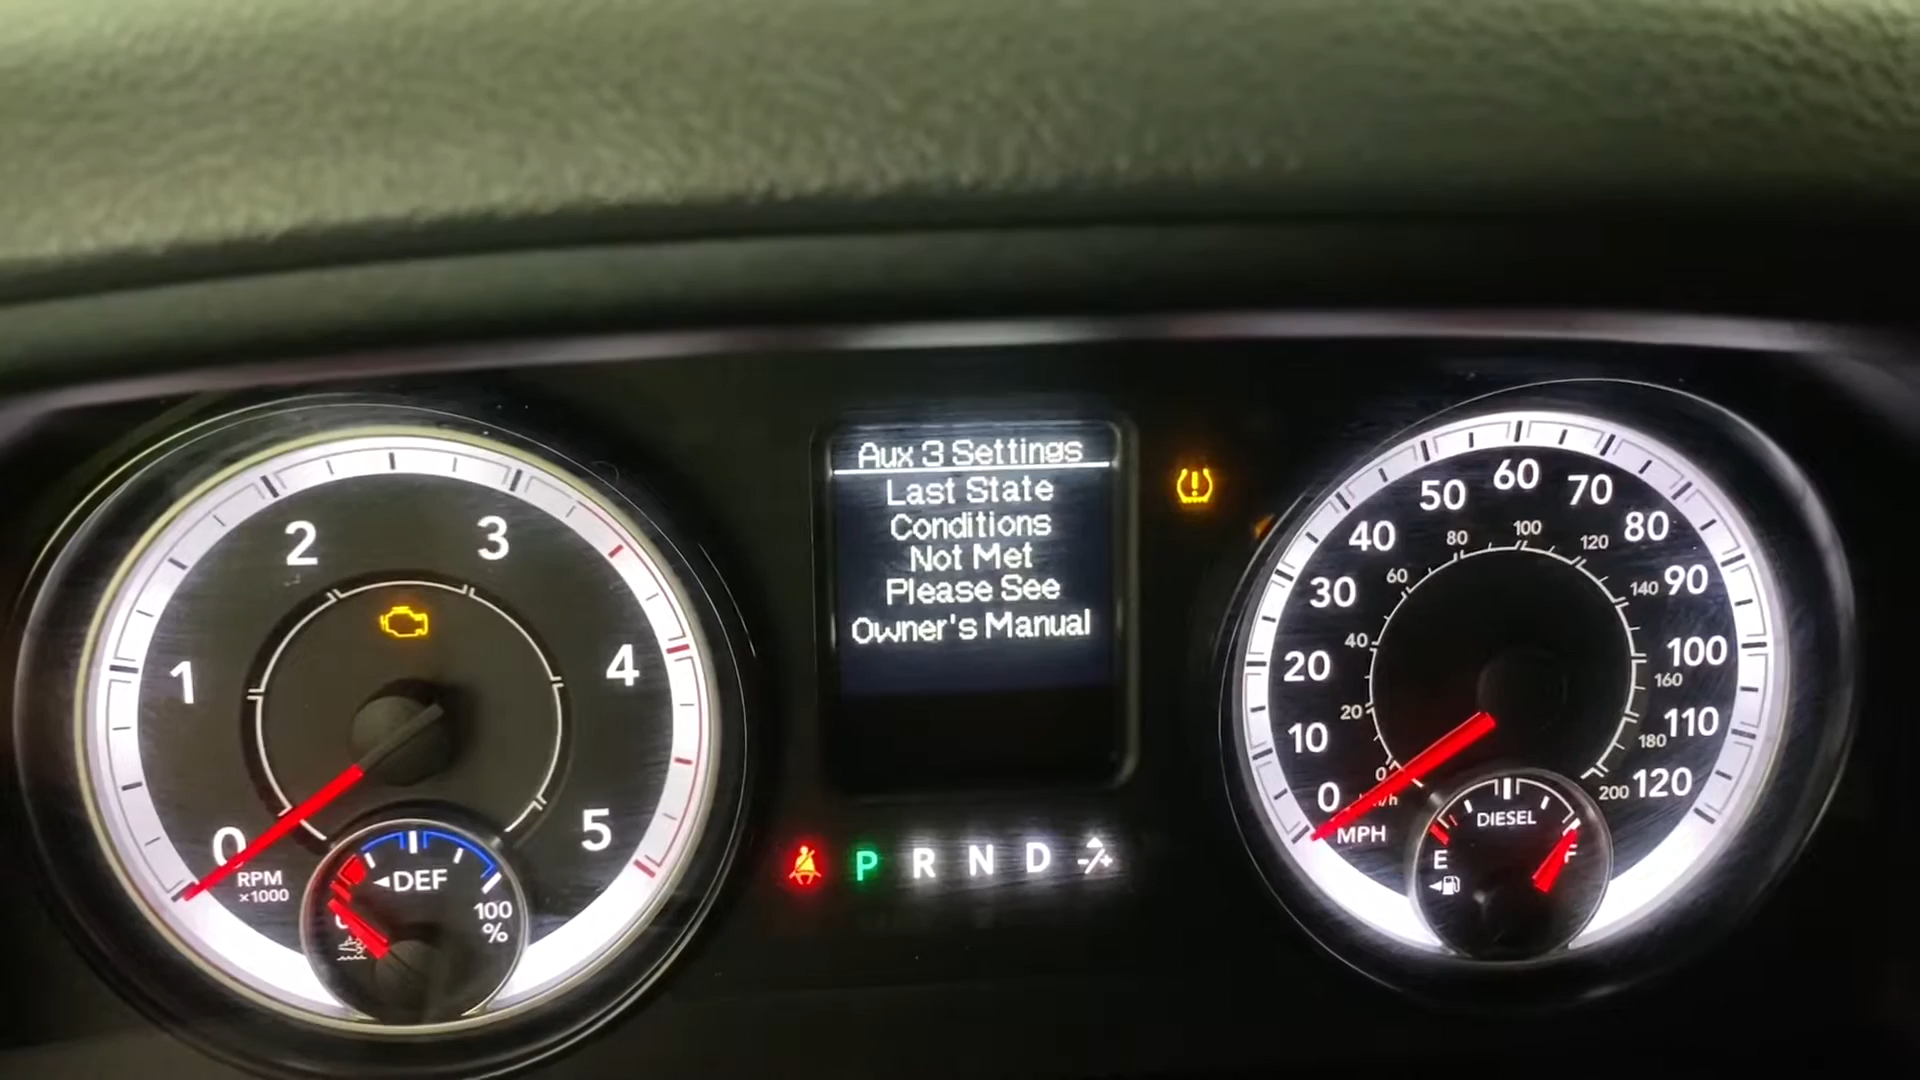 Aux 3 Settings
Last State
Conditions
Not Met
Please See
Owner's Manual
0
1
2
3
4
5
RPM
×1000
DEF
100
%
P R N D -/+
0
10
20
30
40
50
60
70
80
90
100
110
120
MPH
0
20
40
60
80
100
120
140
160
180
200
DIESEL
E
F